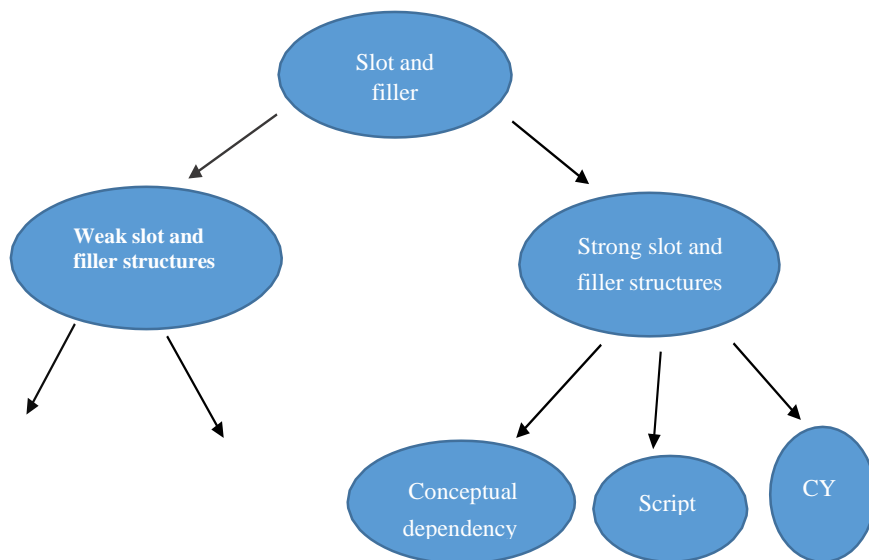 Slot and
filler
Weak slot and
filler structures
Strong slot and
filler structures
Conceptual
dependency
Script
CY